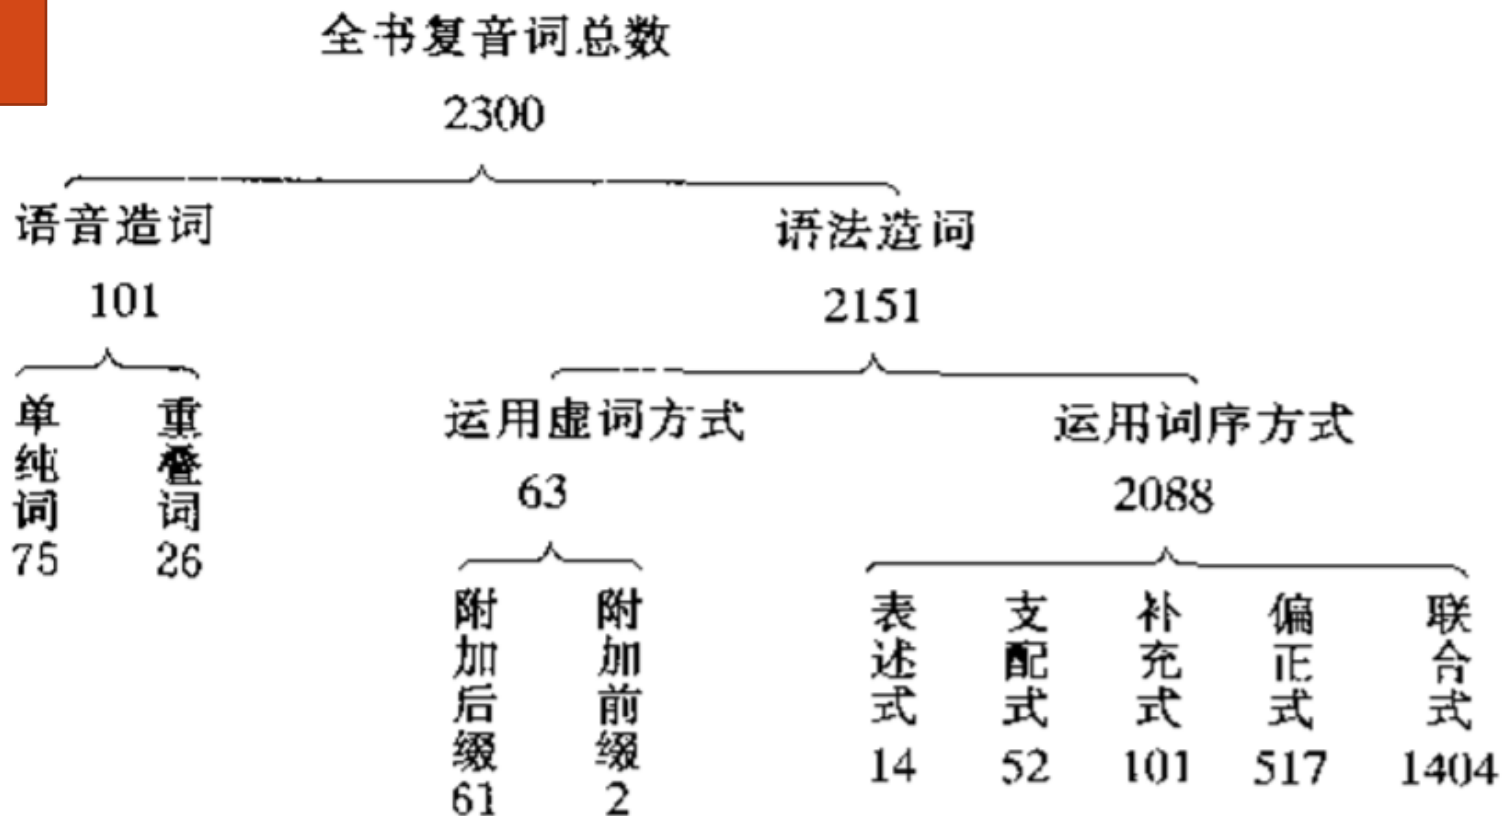 全书复音词总数
2300
语音造词
语法造词
101
2151
单纯词
75
重叠词
26
运用虚词方式
运用词序方式
63
2088
附加后缀
61
附加前缀
2
表述式
14
支配式
52
补充式
101
偏正式
517
联合式
1404